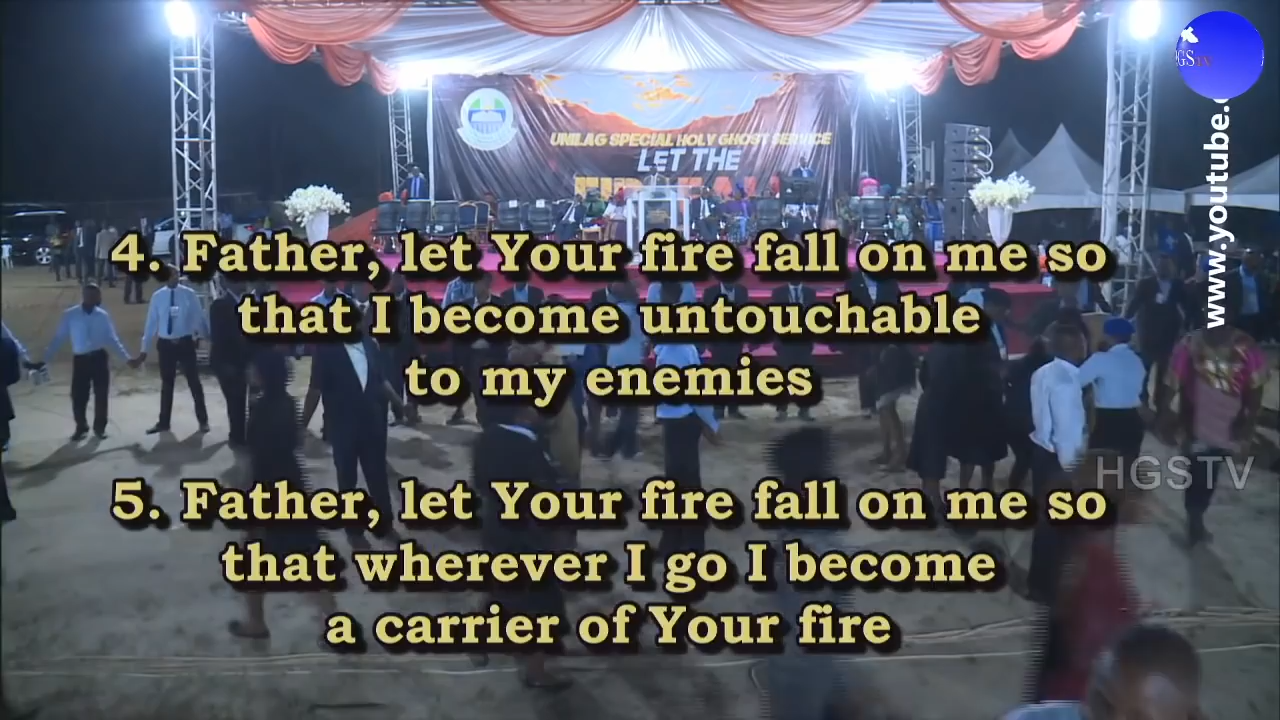 GS
www.youtube.
UNILAG SPECIAL HOLY GHOST SERVICE
LET THE
4. Father, let Your fire fall on me so
that I become untouchable
to my enemies
HGSTV
5. Father, let Your fire fall on me so
that wherever I go I become
a carrier of Your fire